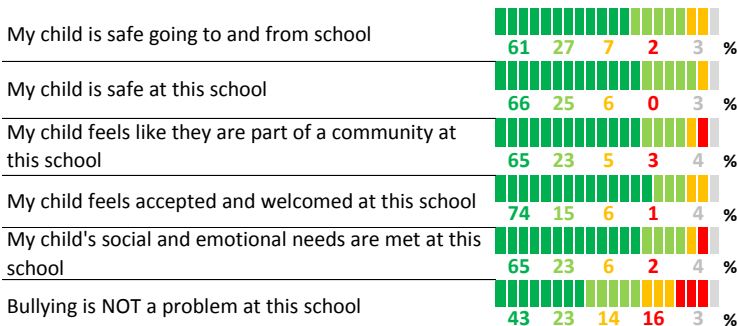 My child is safe going to and from school
61 27 7 2 3 %
My child is safe at this school
66 25 6 0 3 %
My child feels like they are part of a community at
this school
65 23 5 3 4 %
My child feels accepted and welcomed at this school
74 15 6 1 4 %
My child's social and emotional needs are met at this
school
65 23 6 2 4 %
Bullying is NOT a problem at this school
43 23 14 16 3 %